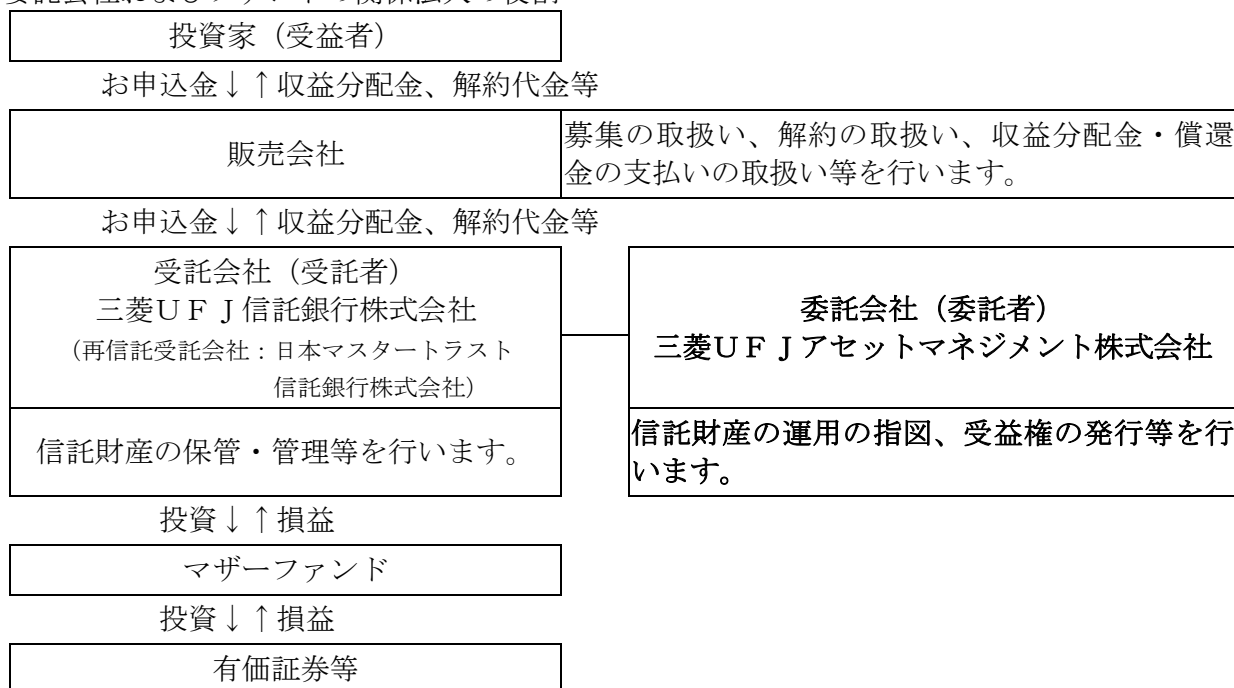 委託会社およびファンドの関係法人の役割
投資家（受益者）
お申込金↓↑収益分配金、解約代金等
販売会社
募集の取扱い、解約の取扱い、収益分配金・償還
金の支払いの取扱い等を行います。
お申込金↓↑収益分配金、解約代金等
受託会社（受託者）
三菱ＵＦＪ信託銀行株式会社
（再信託受託会社：日本マスタートラスト
信託銀行株式会社）
委託会社（委託者）
三菱ＵＦＪアセットマネジメント株式会社
信託財産の保管・管理等を行います。
信託財産の運用の指図、受益権の発行等を行
います。
投資↓↑損益
マザーファンド
投資↓↑損益
有価証券等